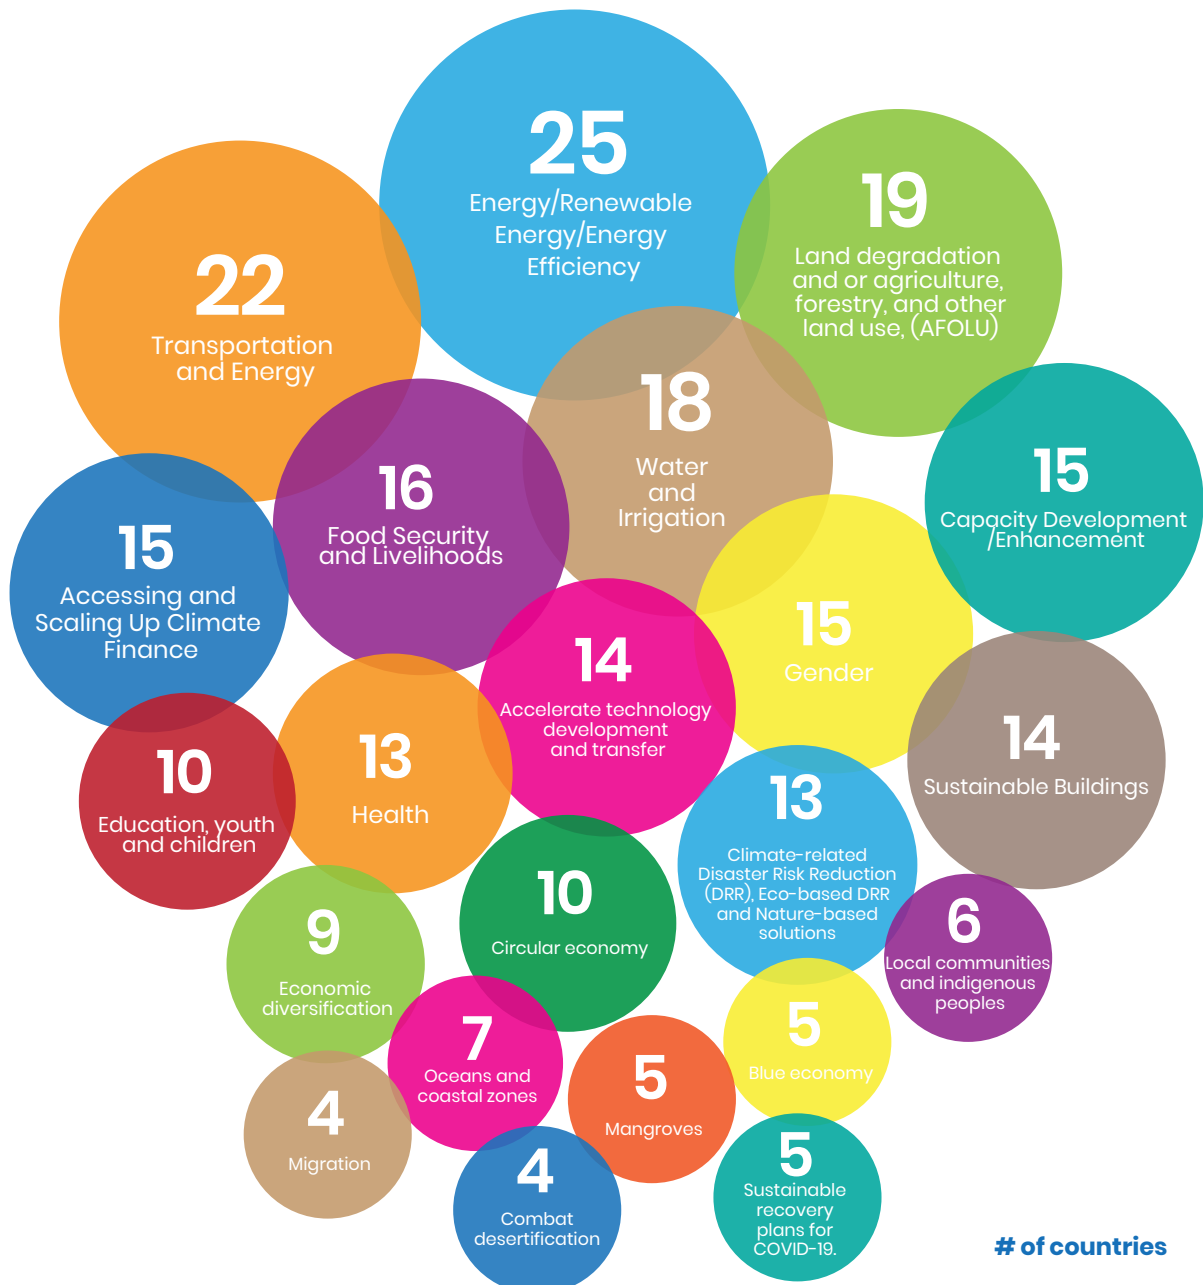 25
Energy/Renewable
Energy/Energy
Efficiency
19
Land degradation
and or agriculture,
forestry, and other
land use, (AFOLU)
22
Transportation
and Energy
18
Water
and
Irrigation
15
Capacity Development
/Enhancement
16
Food Security
and Livelihoods
15
Accessing and
Scaling Up Climate
Finance
15
Gender
14
Accelerate technology
development
and transfer
14
Sustainable Buildings
13
Health
10
Education, youth
and children
13
Climate-related
Disaster Risk Reduction
(DRR), Eco-based DRR
and Nature-based
solutions
10
Circular economy
6
Local communities
and indigenous
peoples
9
Economic
diversification
7
Oceans and
coastal zones
5
Blue economy
5
Mangroves
4
Migration
4
Combat
desertification
5
Sustainable
recovery
plans for
COVID-19.
# of countries